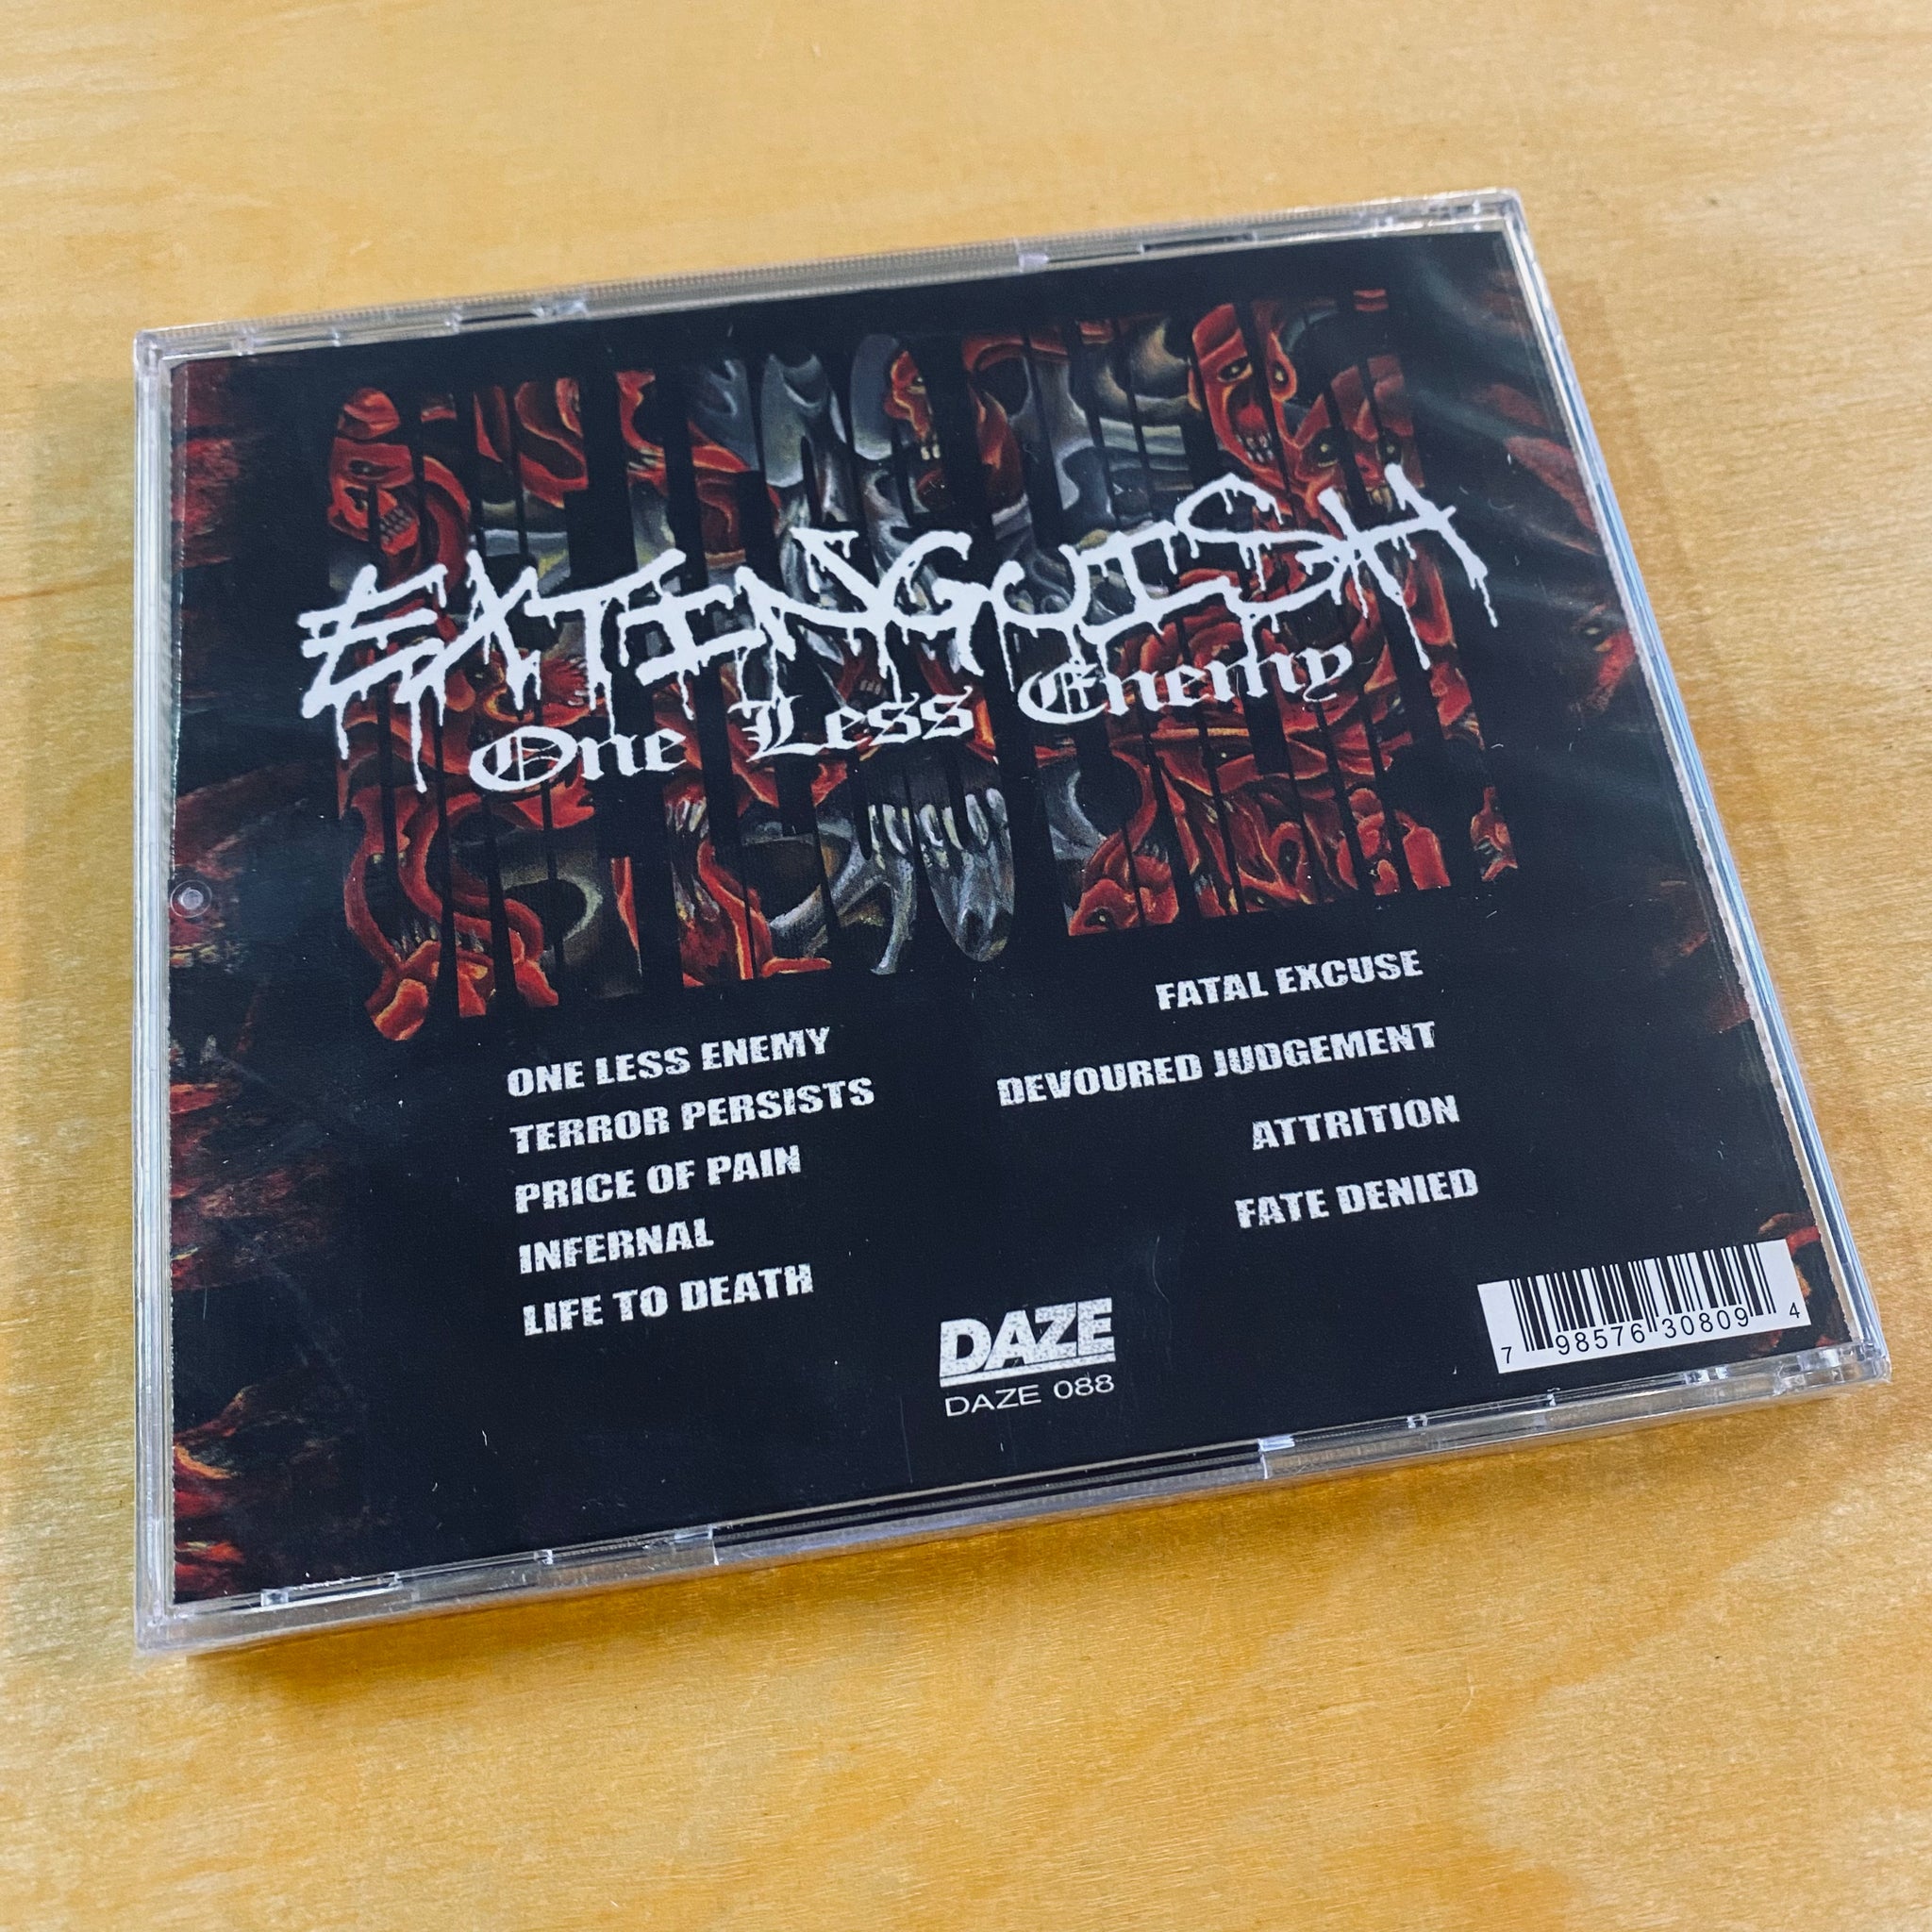 EXTINGUISH
One Less Enemy
ONE LESS ENEMY
TERROR PERSISTS
PRICE OF PAIN
INFERNAL
LIFE TO DEATH
FATAL EXCUSE
DEVOURED JUDGEMENT
ATTRITION
FATE DENIED
DAZE
DAZE 088
7 98576 30809 4